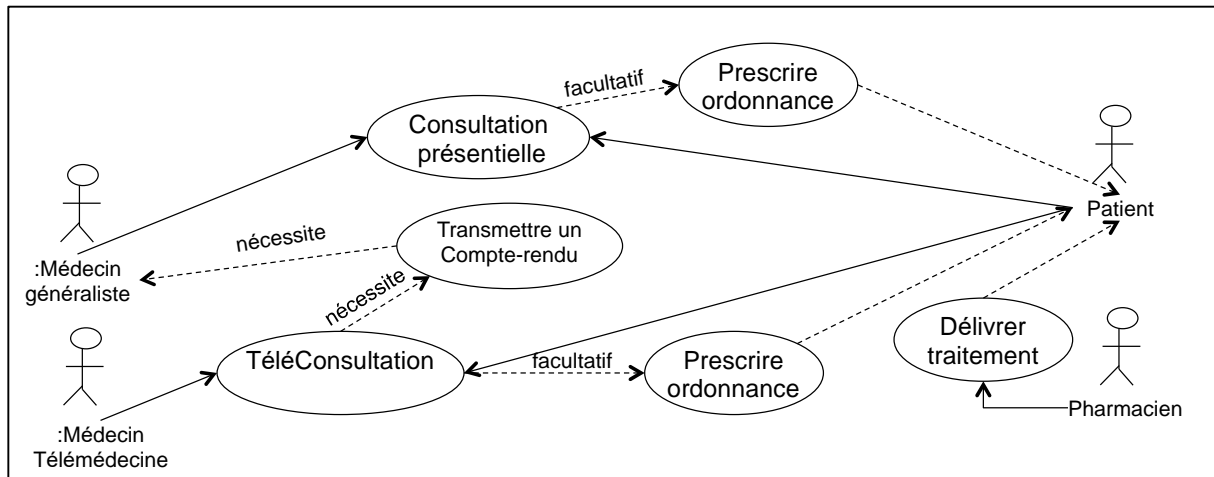 facultatif
Prescrire
ordonnance
Consultation
présentielle
Patient
nécessite
Transmettre un
Compte-rendu
:Médecin
généraliste
nécessite
TéléConsultation
facultatif
Prescrire
ordonnance
Délivrer
traitement
Pharmacien
:Médecin
Télémédecine